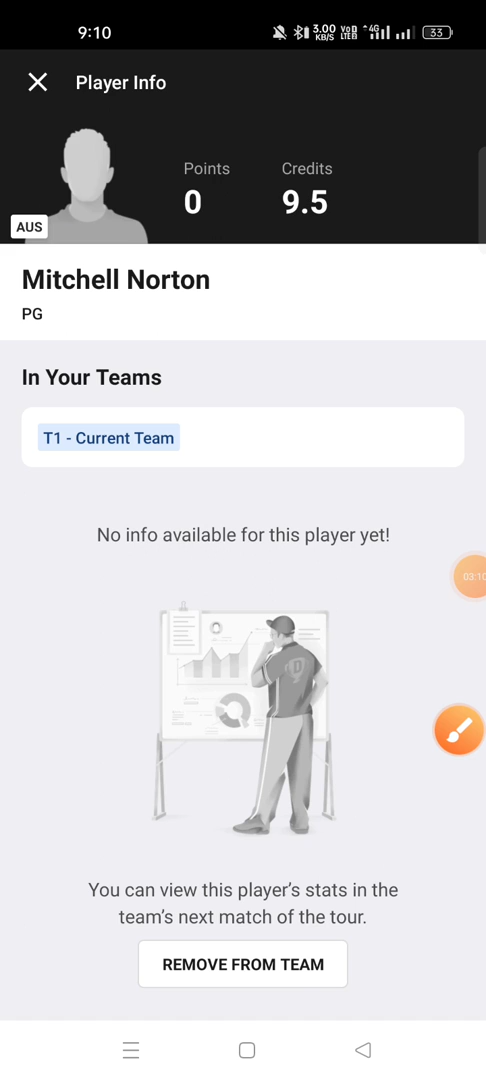 9:10
3.00
KB/S
4G
33
Player Info
Points
Credits
0
9.5
AUS
Mitchell Norton
PG
In Your Teams
T1 - Current Team
No info available for this player yet!
03:10
D
You can view this player's stats in the
team's next match of the tour.
REMOVE FROM TEAM